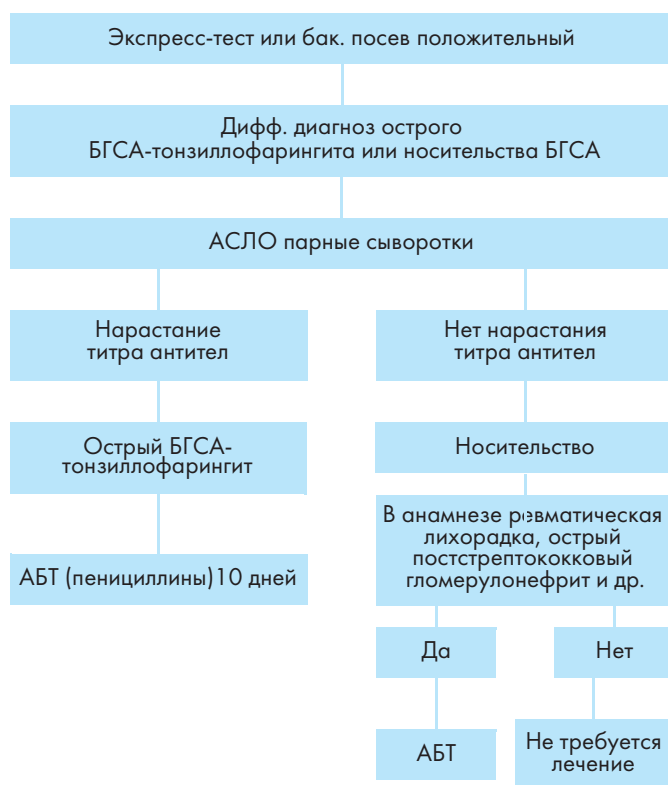 Экспресс-тест или бак. посев положительный
Дифф. диагноз острого
БГСА-тонзиллофарингита или носительства БГСА
АСЛО парные сыворотки
Нарастание
титра антител
Нет нарастания
титра антител
Острый БГСА-
тонзиллофарингит
Носительство
АБТ (пенициллины)10 дней
В анамнезе ревматическая
лихорадка, острый
постстрептококковый
гломерулонефрит и др.
Да
Нет
АБТ
Не требуется
лечение